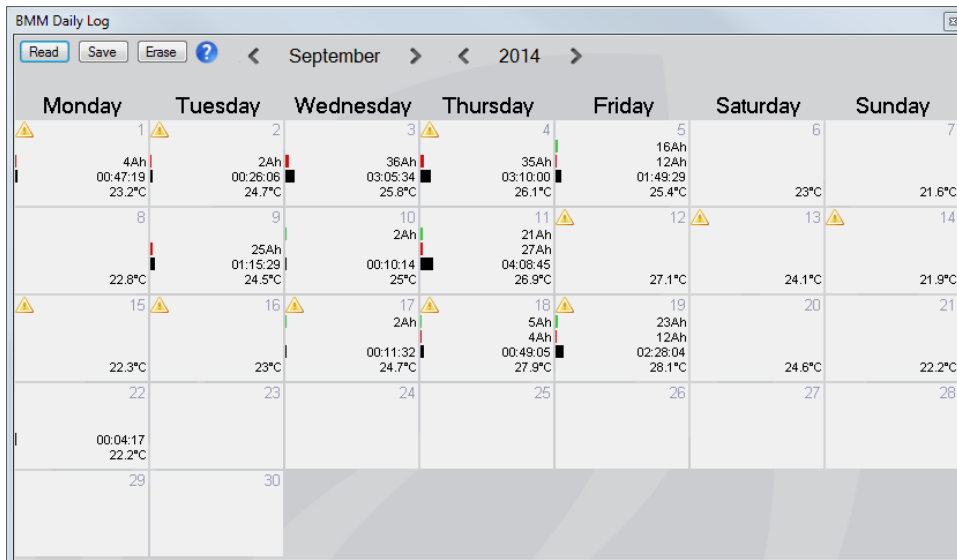 BMM Daily Log
Read Save Erase ? September 2014
Monday Tuesday Wednesday Thursday Friday Saturday Sunday
1
4Ah
00:47:19
23.2°C
2
2Ah
00:26:06
24.7°C
3
36Ah
03:05:34
25.8°C
4
35Ah
03:10:00
26.1°C
5
16Ah
12Ah
01:49:29
25.4°C
6
23°C
7
21.6°C
8
22.8°C
9
25Ah
01:15:29
24.5°C
10
2Ah
00:10:14
25°C
11
21Ah
27Ah
04:08:45
26.9°C
12
27.1°C
13
24.1°C
14
21.9°C
15
22.3°C
16
23°C
17
2Ah
00:11:32
24.7°C
18
5Ah
4Ah
00:49:05
27.9°C
19
23Ah
12Ah
02:28:04
28.1°C
20
24.6°C
21
22.2°C
22
00:04:17
22.2°C
23
24
25
26
27
28
29
30